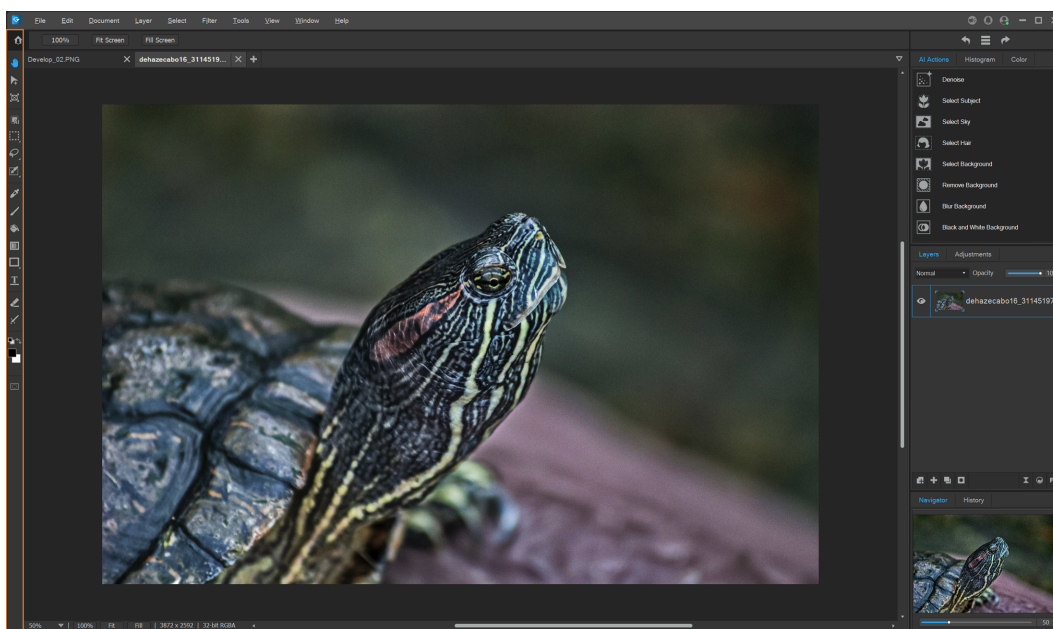 File Edit Document Layer Select Filter Tools View Window Help
100% Fit Screen Fill Screen
Develop_02.PNG dehazecabo16_3114519...
AI Actions Histogram Color
Denoise
Select Subject
Select Sky
Select Hair
Select Background
Remove Background
Blur Background
Black and White Background
Layers Adjustments
Normal Opacity 10
dehazecabo16_31145197
Navigator History
50% 100% Fit Fill 3872 x 2592 32-bit RGBA
50